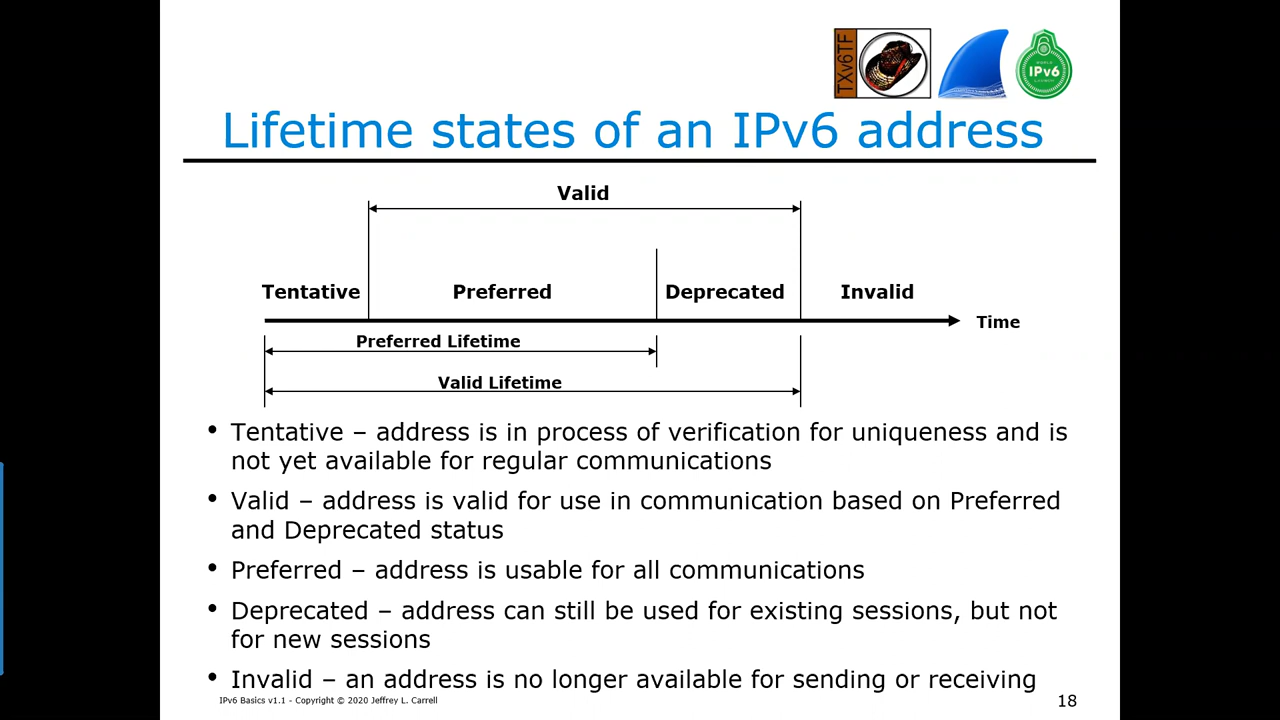 TXv6TF
WORLD
IPv6
LAUNCH
Lifetime states of an IPv6 address
Valid
Tentative
Preferred
Deprecated
Invalid
Time
Preferred Lifetime
Valid Lifetime
• Tentative – address is in process of verification for uniqueness and is
not yet available for regular communications
• Valid – address is valid for use in communication based on Preferred
and Deprecated status
• Preferred – address is usable for all communications
• Deprecated – address can still be used for existing sessions, but not
for new sessions
• Invalid – an address is no longer available for sending or receiving
IPv6 Basics v1.1 - Copyright © 2020 Jeffrey L. Carrell
18